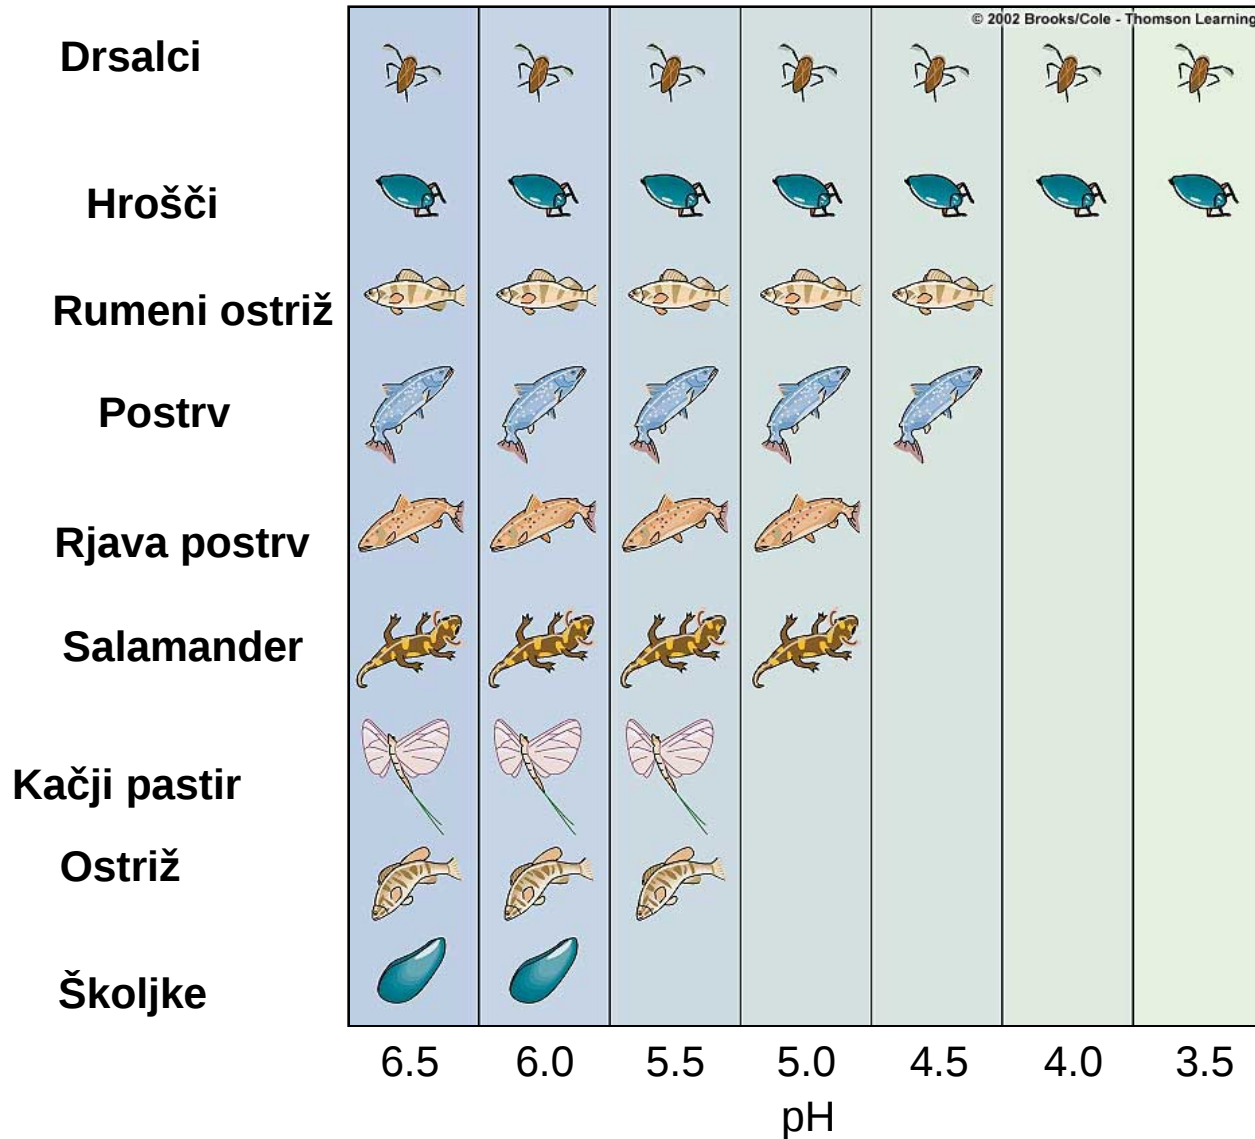 © 2002 Brooks/Cole - Thomson Learning
Drsalci
Hrošči
Rumeni ostriž
Postrv
Rjava postrv
Salamander
Kačji pastir
Ostriž
Školjke
6.5 6.0 5.5 5.0 4.5 4.0 3.5
pH